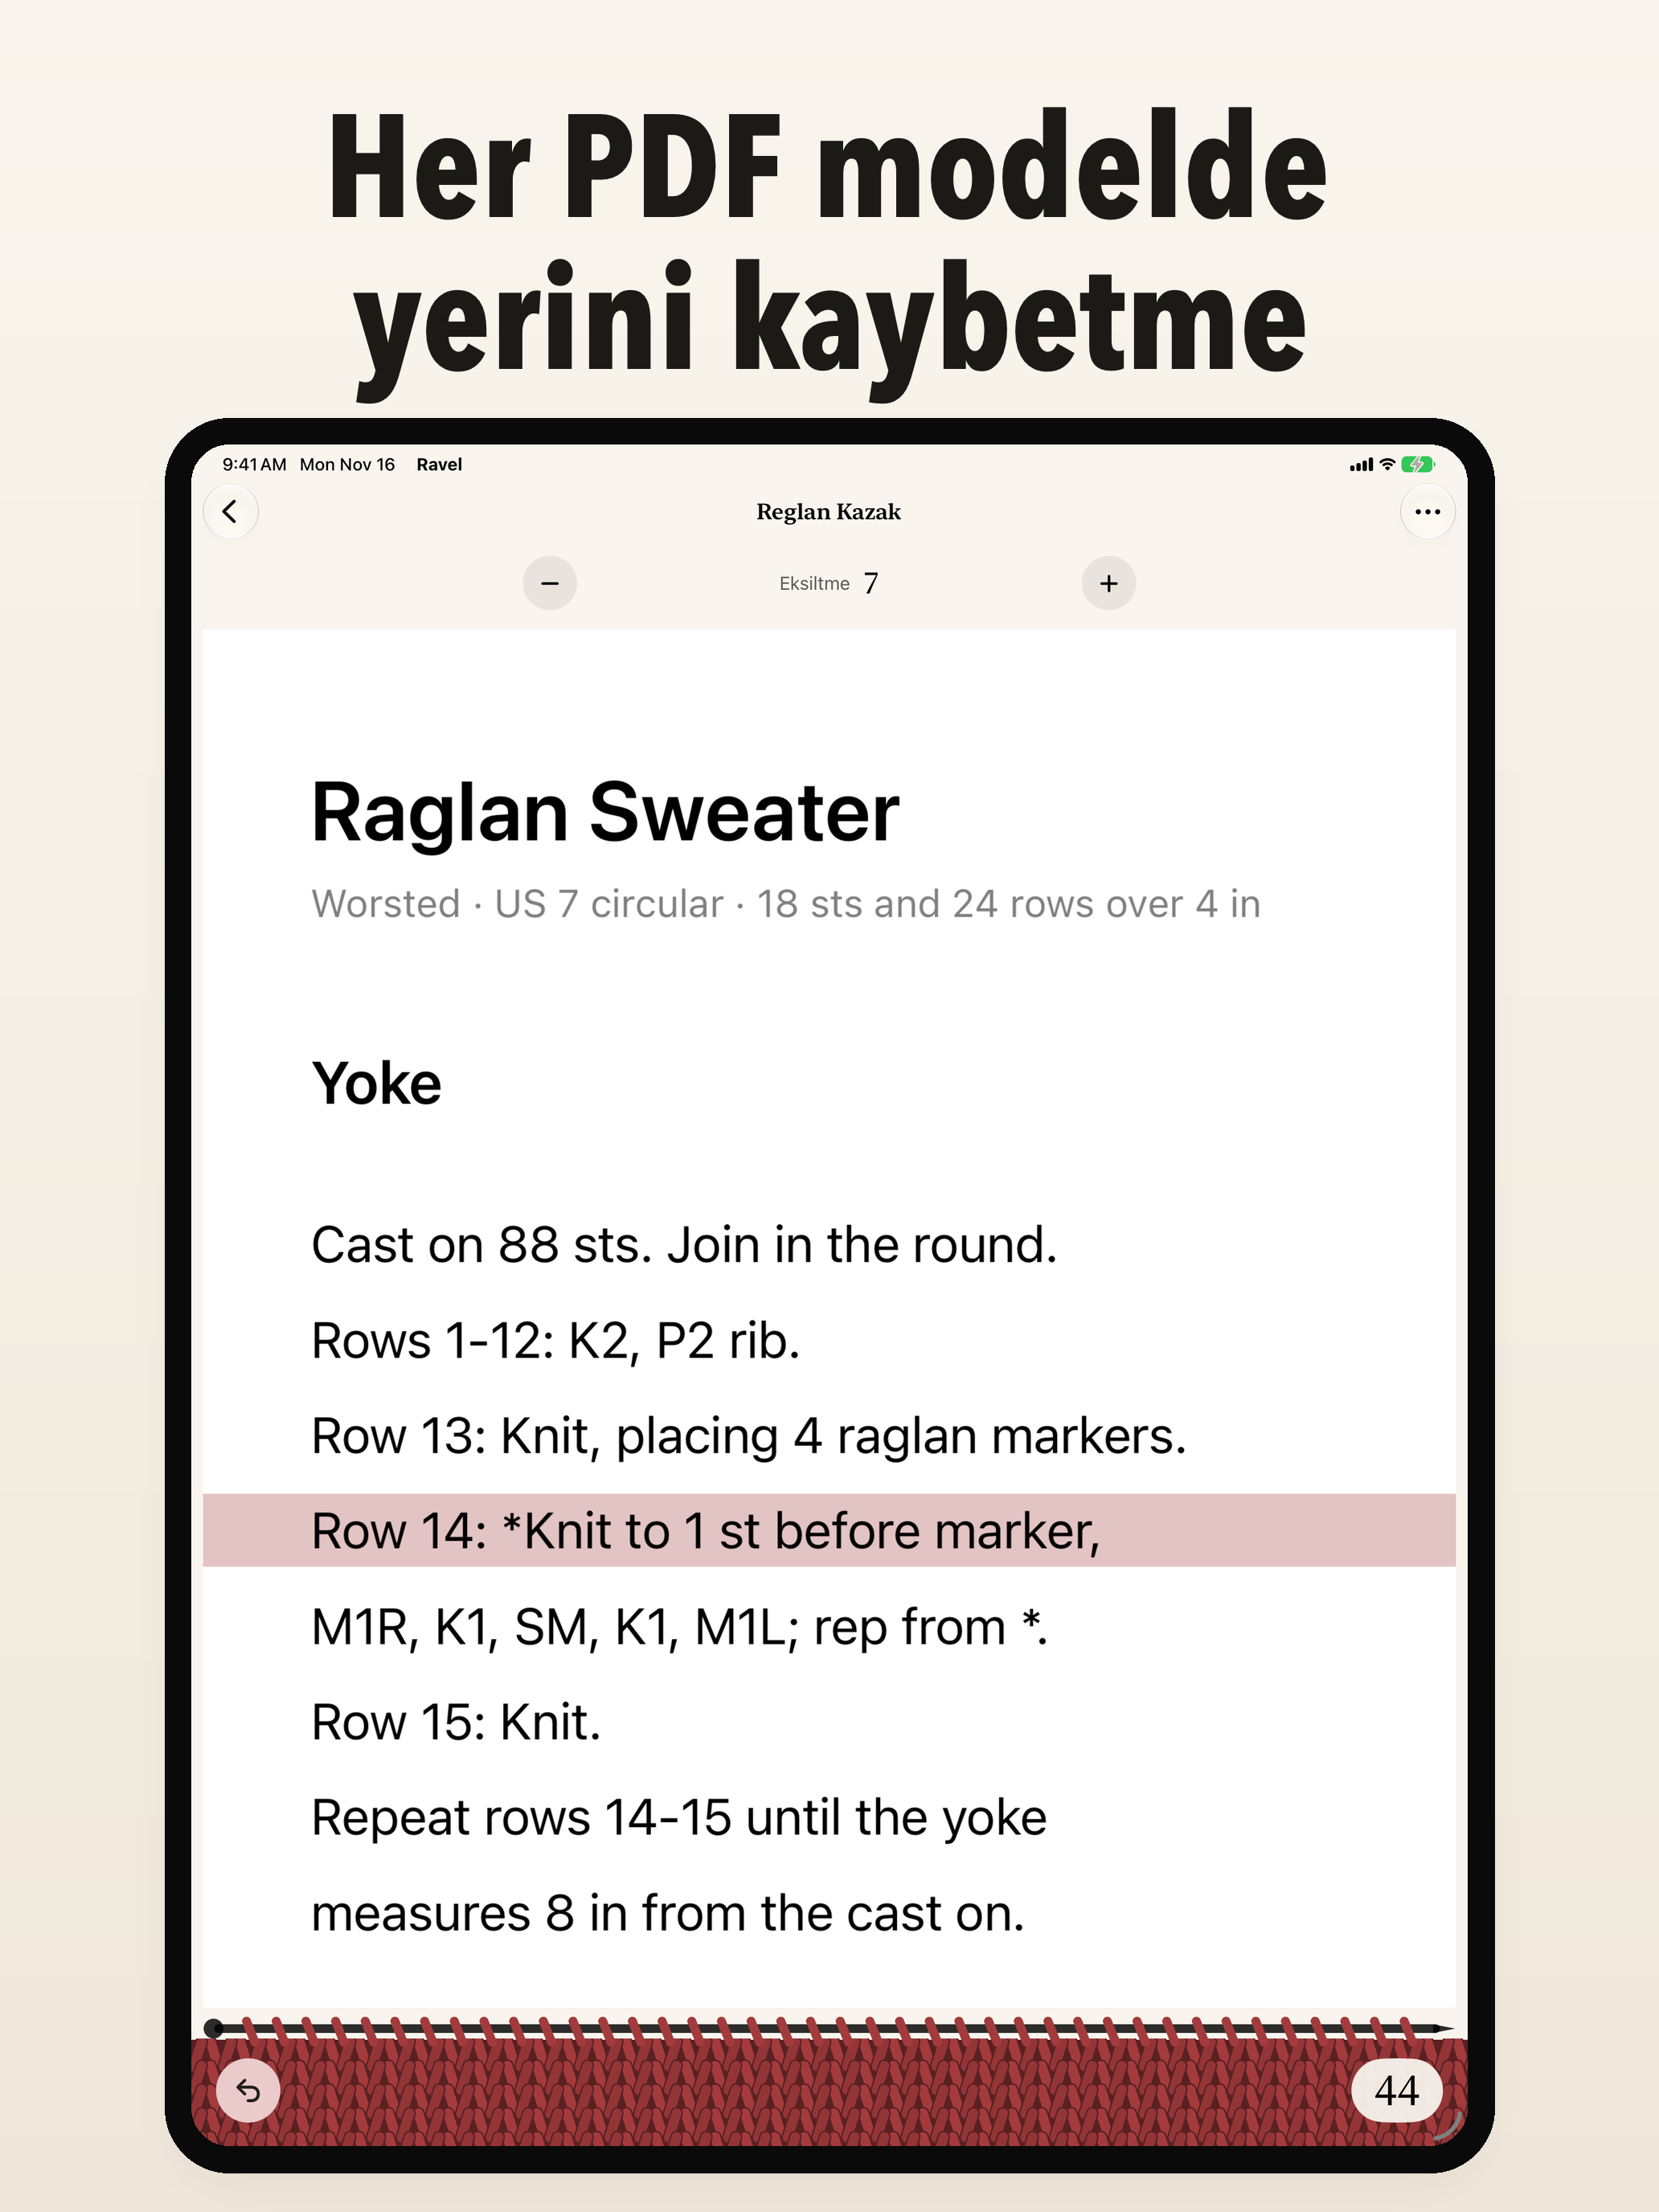 Her PDF modelde
yerini kaybetme
9:41 AM Mon Nov 16 Ravel
Reglan Kazak
Eksiltme 7
Raglan Sweater
Worsted · US 7 circular · 18 sts and 24 rows over 4 in
Yoke
Cast on 88 sts. Join in the round.
Rows 1-12: K2, P2 rib.
Row 13: Knit, placing 4 raglan markers.
Row 14: *Knit to 1 st before marker,
M1R, K1, SM, K1, M1L; rep from *.
Row 15: Knit.
Repeat rows 14-15 until the yoke
measures 8 in from the cast on.
44